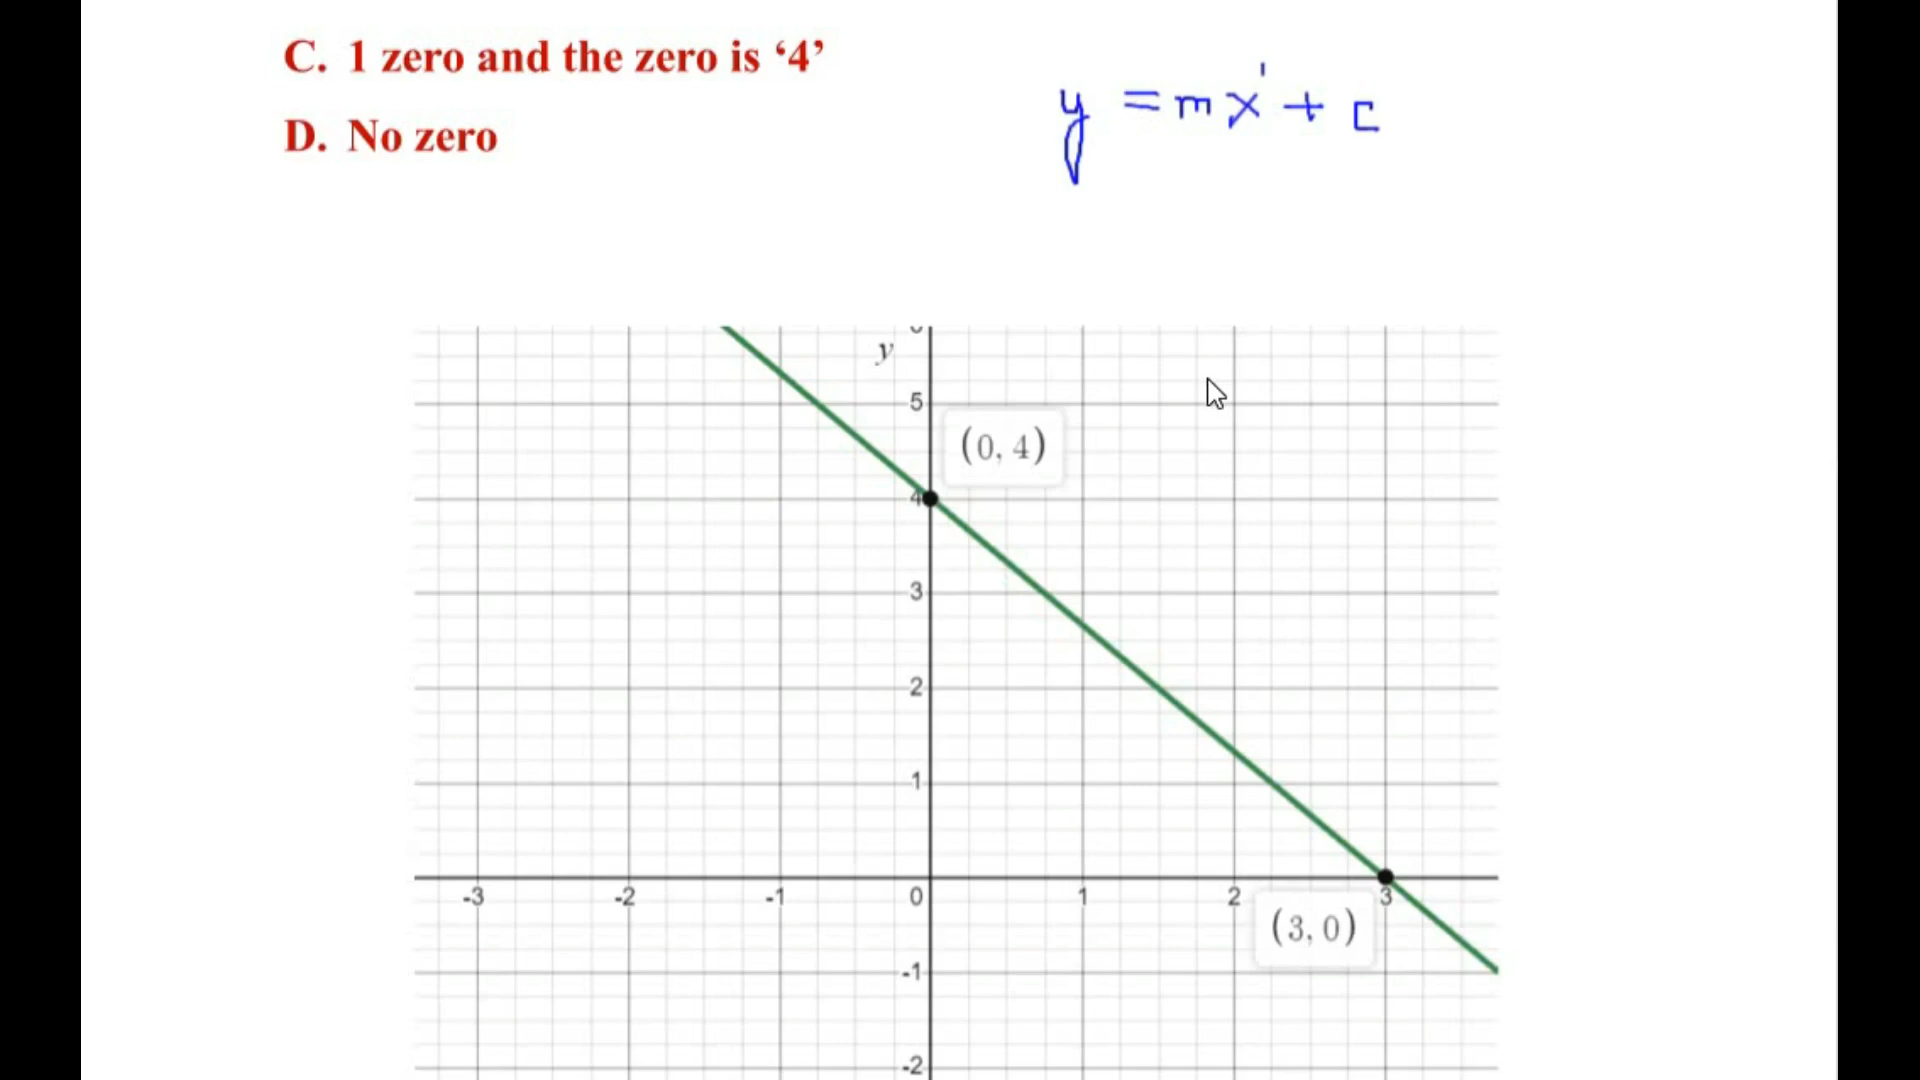 C. 1 zero and the zero is ‘4’
D. No zero
y = mx¹ + c
y
5
(0, 4)
4
3
2
1
-3 -2 -1 0 1 2 3
(3, 0)
-1
-2